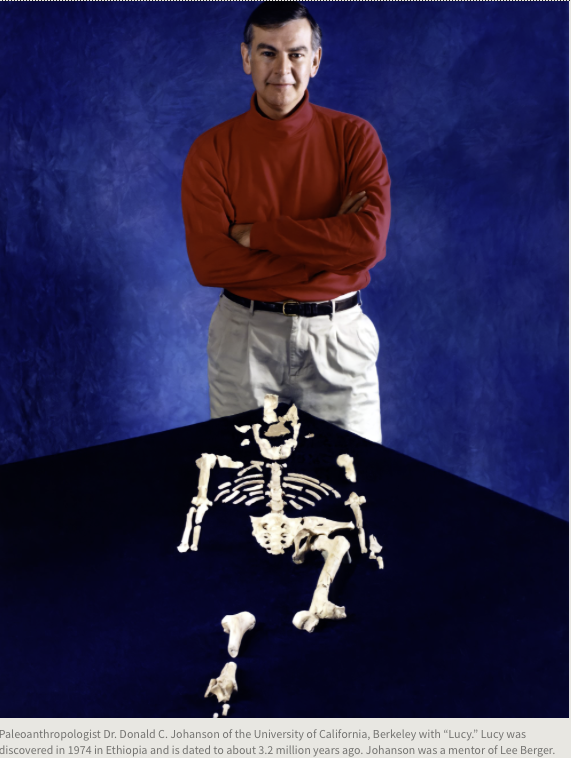 Paleoanthropologist Dr. Donald C. Johanson of the University of California, Berkeley with “Lucy.” Lucy was
discovered in 1974 in Ethiopia and is dated to about 3.2 million years ago. Johanson was a mentor of Lee Berger.